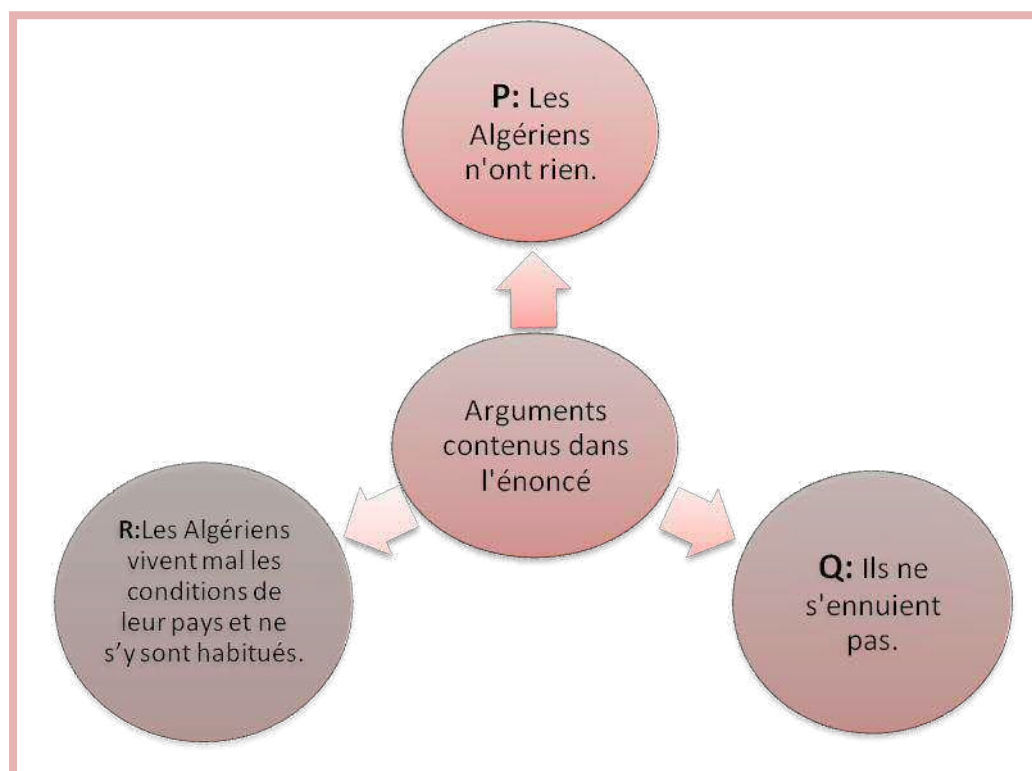 P: Les
Algériens
n'ont rien.
Arguments
contenus dans
l'énoncé
R:Les Algériens
vivent mal les
conditions de
leur pays et ne
s’y sont habitués.
Q: Ils ne
s'ennuient
pas.